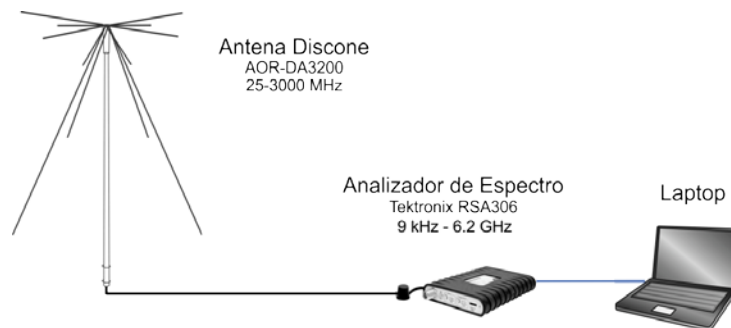 Antena Discone
AOR-DA3200
25-3000 MHz
Analizador de Espectro
Tektronix RSA306
9 kHz - 6.2 GHz
Laptop